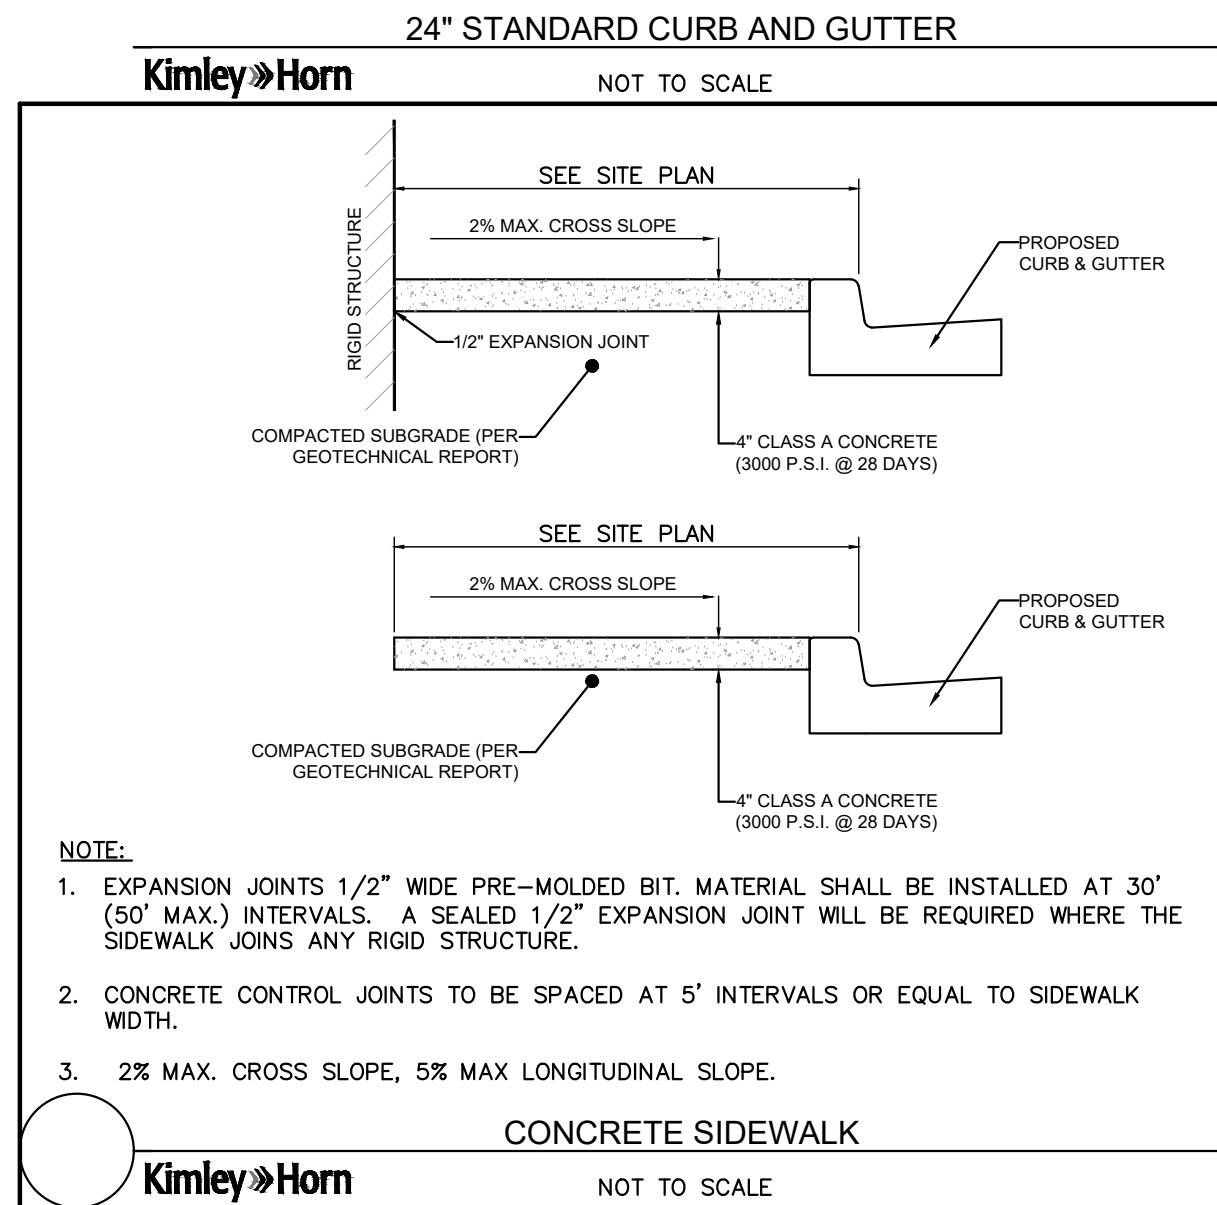 24" STANDARD CURB AND GUTTER
Kimley»Horn
NOT TO SCALE
SEE SITE PLAN
2% MAX. CROSS SLOPE
RIGID STRUCTURE
PROPOSED
CURB & GUTTER
1/2" EXPANSION JOINT
COMPACTED SUBGRADE (PER
GEOTECHNICAL REPORT)
4" CLASS A CONCRETE
(3000 P.S.I. @ 28 DAYS)
SEE SITE PLAN
2% MAX. CROSS SLOPE
PROPOSED
CURB & GUTTER
COMPACTED SUBGRADE (PER
GEOTECHNICAL REPORT)
4" CLASS A CONCRETE
(3000 P.S.I. @ 28 DAYS)
NOTE:
1. EXPANSION JOINTS 1/2" WIDE PRE-MOLDED BIT. MATERIAL SHALL BE INSTALLED AT 30'
(50' MAX.) INTERVALS. A SEALED 1/2" EXPANSION JOINT WILL BE REQUIRED WHERE THE
SIDEWALK JOINS ANY RIGID STRUCTURE.
2. CONCRETE CONTROL JOINTS TO BE SPACED AT 5' INTERVALS OR EQUAL TO SIDEWALK
WIDTH.
3. 2% MAX. CROSS SLOPE, 5% MAX LONGITUDINAL SLOPE.
CONCRETE SIDEWALK
Kimley»Horn
NOT TO SCALE